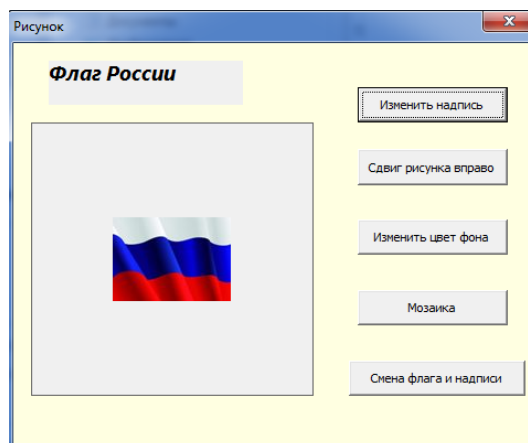 Рисунок
Флаг России
Изменить надпись
Сдвиг рисунка вправо
Изменить цвет фона
Мозаика
Смена флага и надписи